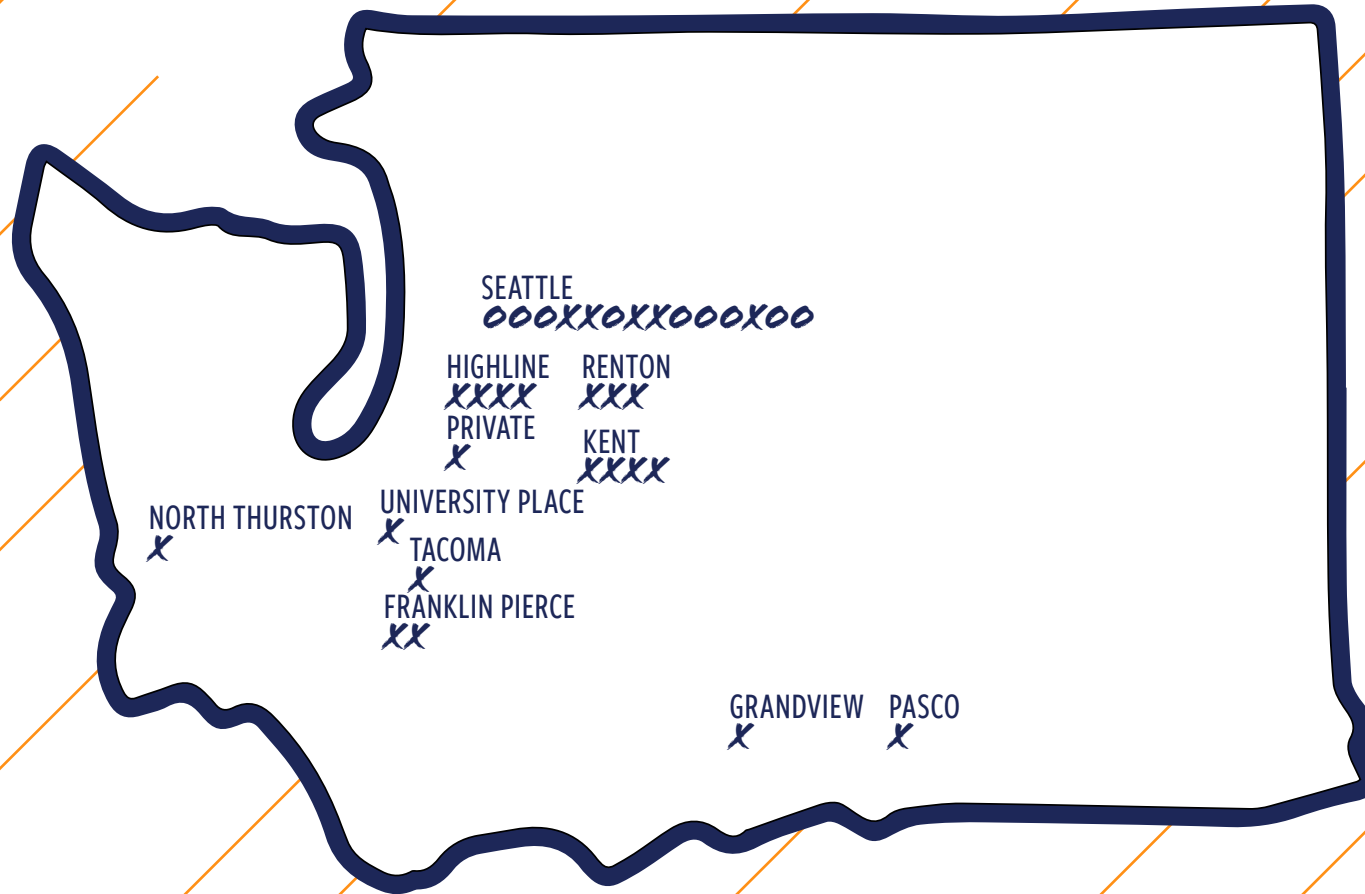 SEATTLE
OOOXXOXXOOOXOO
HIGHLINE RENTON
XXXX XXX
PRIVATE
X
KENT
XXXX
NORTH THURSTON
X
UNIVERSITY PLACE
X
TACOMA
X
FRANKLIN PIERCE
XX
GRANDVIEW PASCO
X X